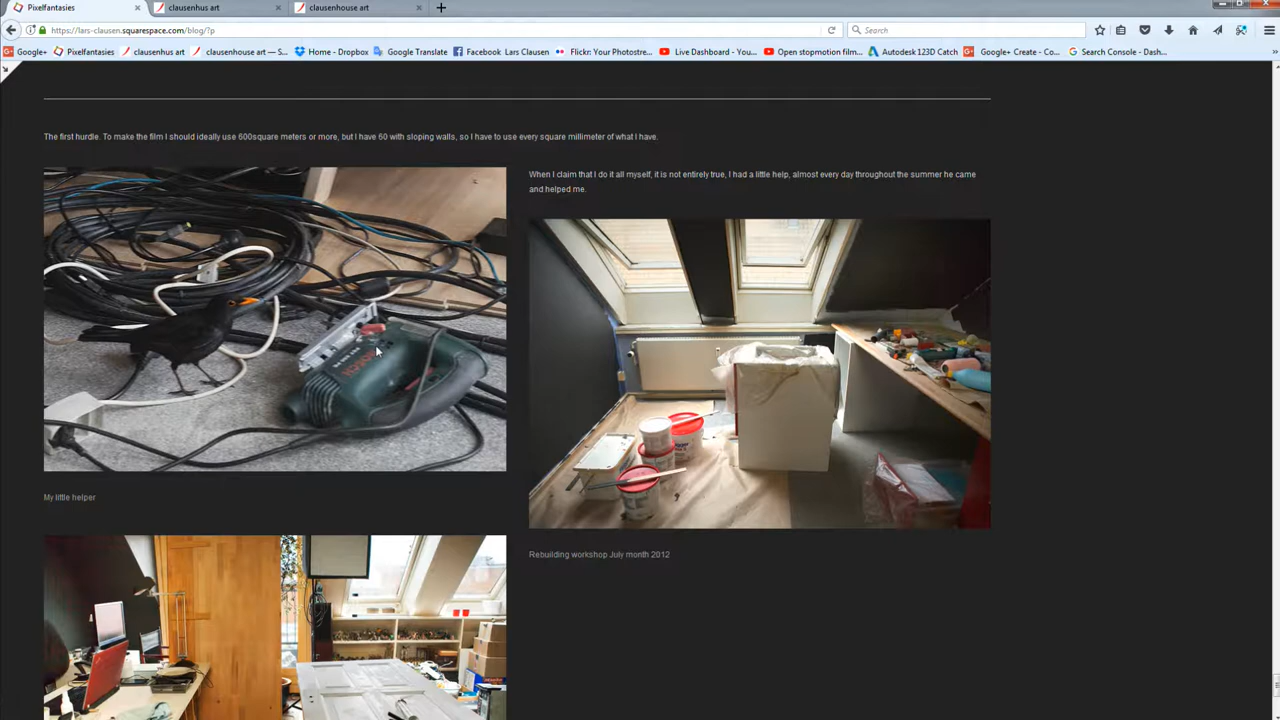 Pixelfantasies
clausenhus art
clausenhouse art
https://lars-clausen.squarespace.com/blog/?p
Search
Google+
Pixelfantasies
clausenhus art
clausenhouse art — S...
Home - Dropbox
Google Translate
Facebook Lars Clausen
Flickr: Your Photostre...
Live Dashboard - You...
Open stopmotion film...
Autodesk 123D Catch
Google+ Create - Co...
Search Console - Dash...
The first hurdle. To make the film I should ideally use 600square meters or more, but I have 60 with sloping walls, so I have to use every square millimeter of what I have.
When I claim that I do it all myself, it is not entirely true, I had a little help, almost every day throughout the summer he came
and helped me.
BOSCH
My little helper
Rebuilding workshop July month 2012